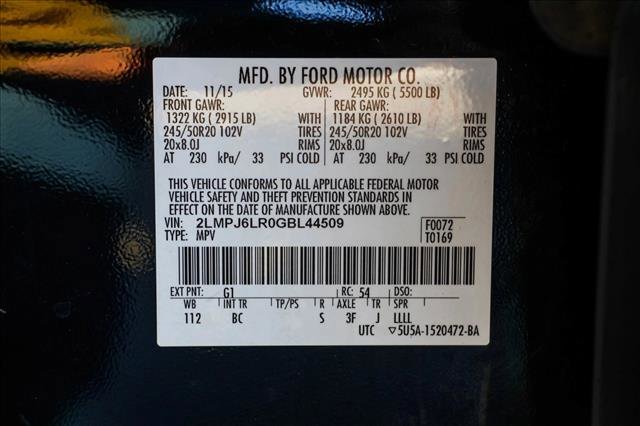 MFD. BY FORD MOTOR CO.
DATE: 11/15 GVWR: 2495 KG ( 5500 LB)
FRONT GAWR: REAR GAWR:
1322 KG ( 2915 LB) WITH 1184 KG ( 2610 LB) WITH
245/50R20 102V TIRES 245/50R20 102V TIRES
20x8.0J RIMS 20x8.0J RIMS
AT 230 kPa/ 33 PSI COLD AT 230 kPa/ 33 PSI COLD
THIS VEHICLE CONFORMS TO ALL APPLICABLE FEDERAL MOTOR
VEHICLE SAFETY AND THEFT PREVENTION STANDARDS IN
EFFECT ON THE DATE OF MANUFACTURE SHOWN ABOVE.
VIN: 2LMPJ6LR0GBL44509 F0072
TYPE: MPV T0169
EXT PNT: G1 RC: 54 DSO:
WB INT TR TP/PS R AXLE TR SPR
112 BC S 3F J LLLL
UTC ▽5U5A-1520472-BA